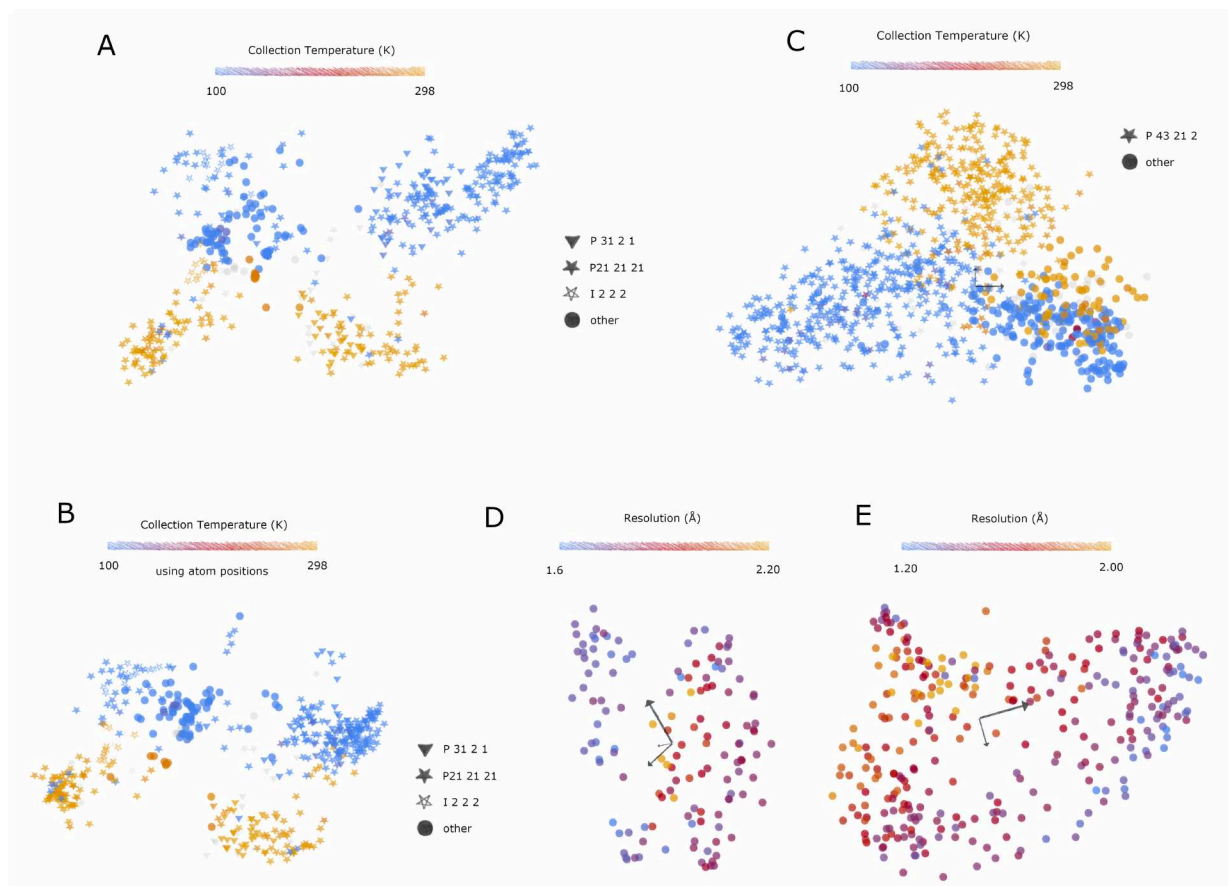 A
Collection Temperature (K)
100 298
P 31 2 1
P21 21 21
I 2 2 2
other
C
Collection Temperature (K)
100 298
P 43 21 2
other
B
Collection Temperature (K)
100 298
using atom positions
P 31 2 1
P21 21 21
I 2 2 2
other
D
Resolution (Å)
1.6 2.20
E
Resolution (Å)
1.20 2.00